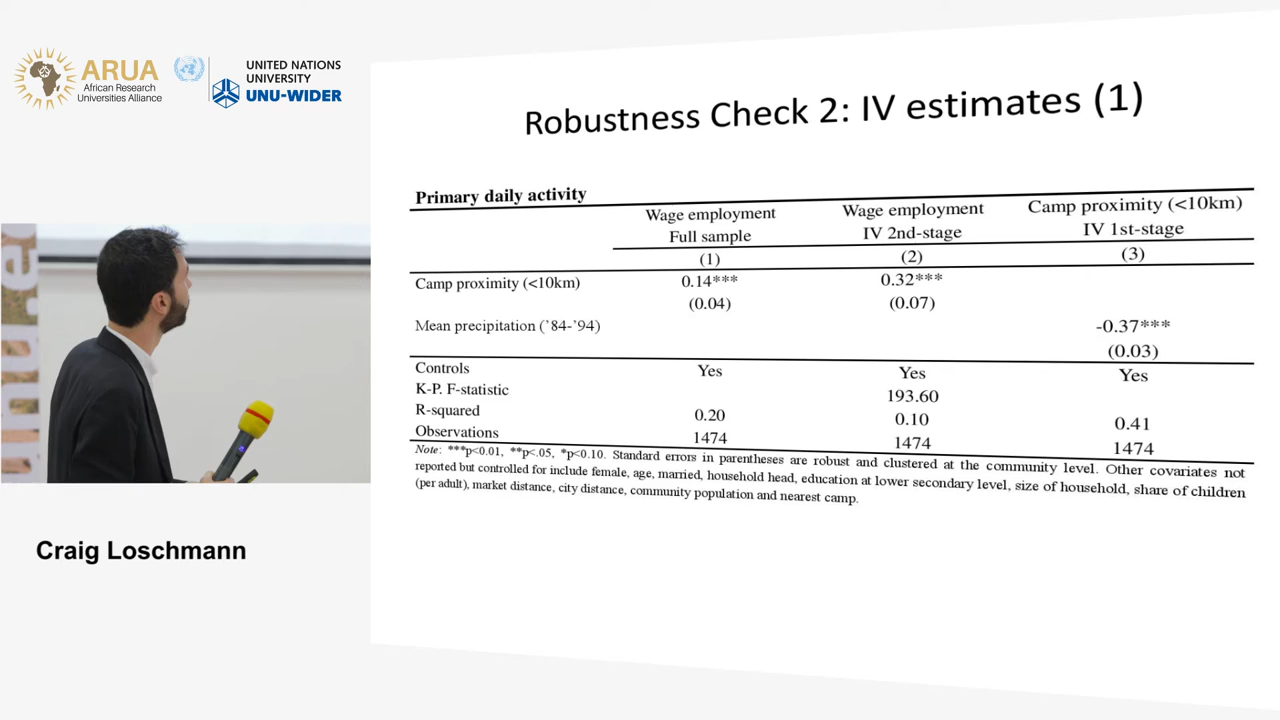 ARUA
African Research
Universities Alliance
UNITED NATIONS
UNIVERSITY
UNU-WIDER
Robustness Check 2: IV estimates (1)
Primary daily activity
Wage employment Wage employment Camp proximity (<10km)
Full sample IV 2nd-stage IV 1st-stage
(1) (2) (3)
Camp proximity (<10km) 0.14*** 0.32***
(0.04) (0.07)
Mean precipitation (`84-`94) -0.37***
(0.03)
Controls Yes Yes Yes
K-P. F-statistic 193.60
R-squared 0.20 0.10 0.41
Observations 1474 1474 1474
Note: ***p<0.01, **p<.05, *p<0.10. Standard errors in parentheses are robust and clustered at the community level. Other covariates not
reported but controlled for include female, age, married, household head, education at lower secondary level, size of household, share of children
(per adult), market distance, city distance, community population and nearest camp.
Craig Loschmann